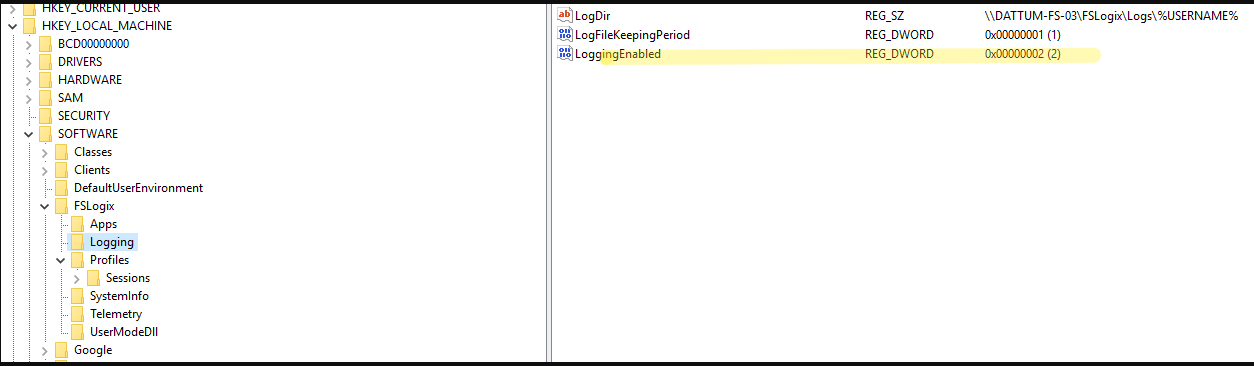 HKEY_CURRENT_USER
HKEY_LOCAL_MACHINE
BCD00000000
DRIVERS
HARDWARE
SAM
SECURITY
SOFTWARE
Classes
Clients
DefaultUserEnvironment
FSLogix
Apps
Logging
Profiles
Sessions
SystemInfo
Telemetry
UserModeDll
Google
LogDir REG_SZ \\DATTUM-FS-03\FSLogix\Logs\%USERNAME%
LogFileKeepingPeriod REG_DWORD 0x00000001 (1)
LoggingEnabled REG_DWORD 0x00000002 (2)